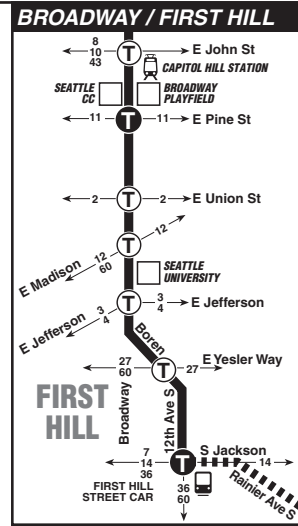 BROADWAY / FIRST HILL
8
10
43
T
E John St
CAPITOL HILL STATION
SEATTLE
CC
BROADWAY
PLAYFIELD
11
T
11
E Pine St
2
T
2
E Union St
T
12
12
60
E Madison
SEATTLE
UNIVERSITY
T
3
4
E Jefferson
3
4
E Jefferson
Boren
27
60
T
27
E Yesler Way
FIRST
HILL
Broadway
12th Ave S
7
14
36
T
S Jackson
14
Rainier Ave S
FIRST HILL
STREET CAR
36
60